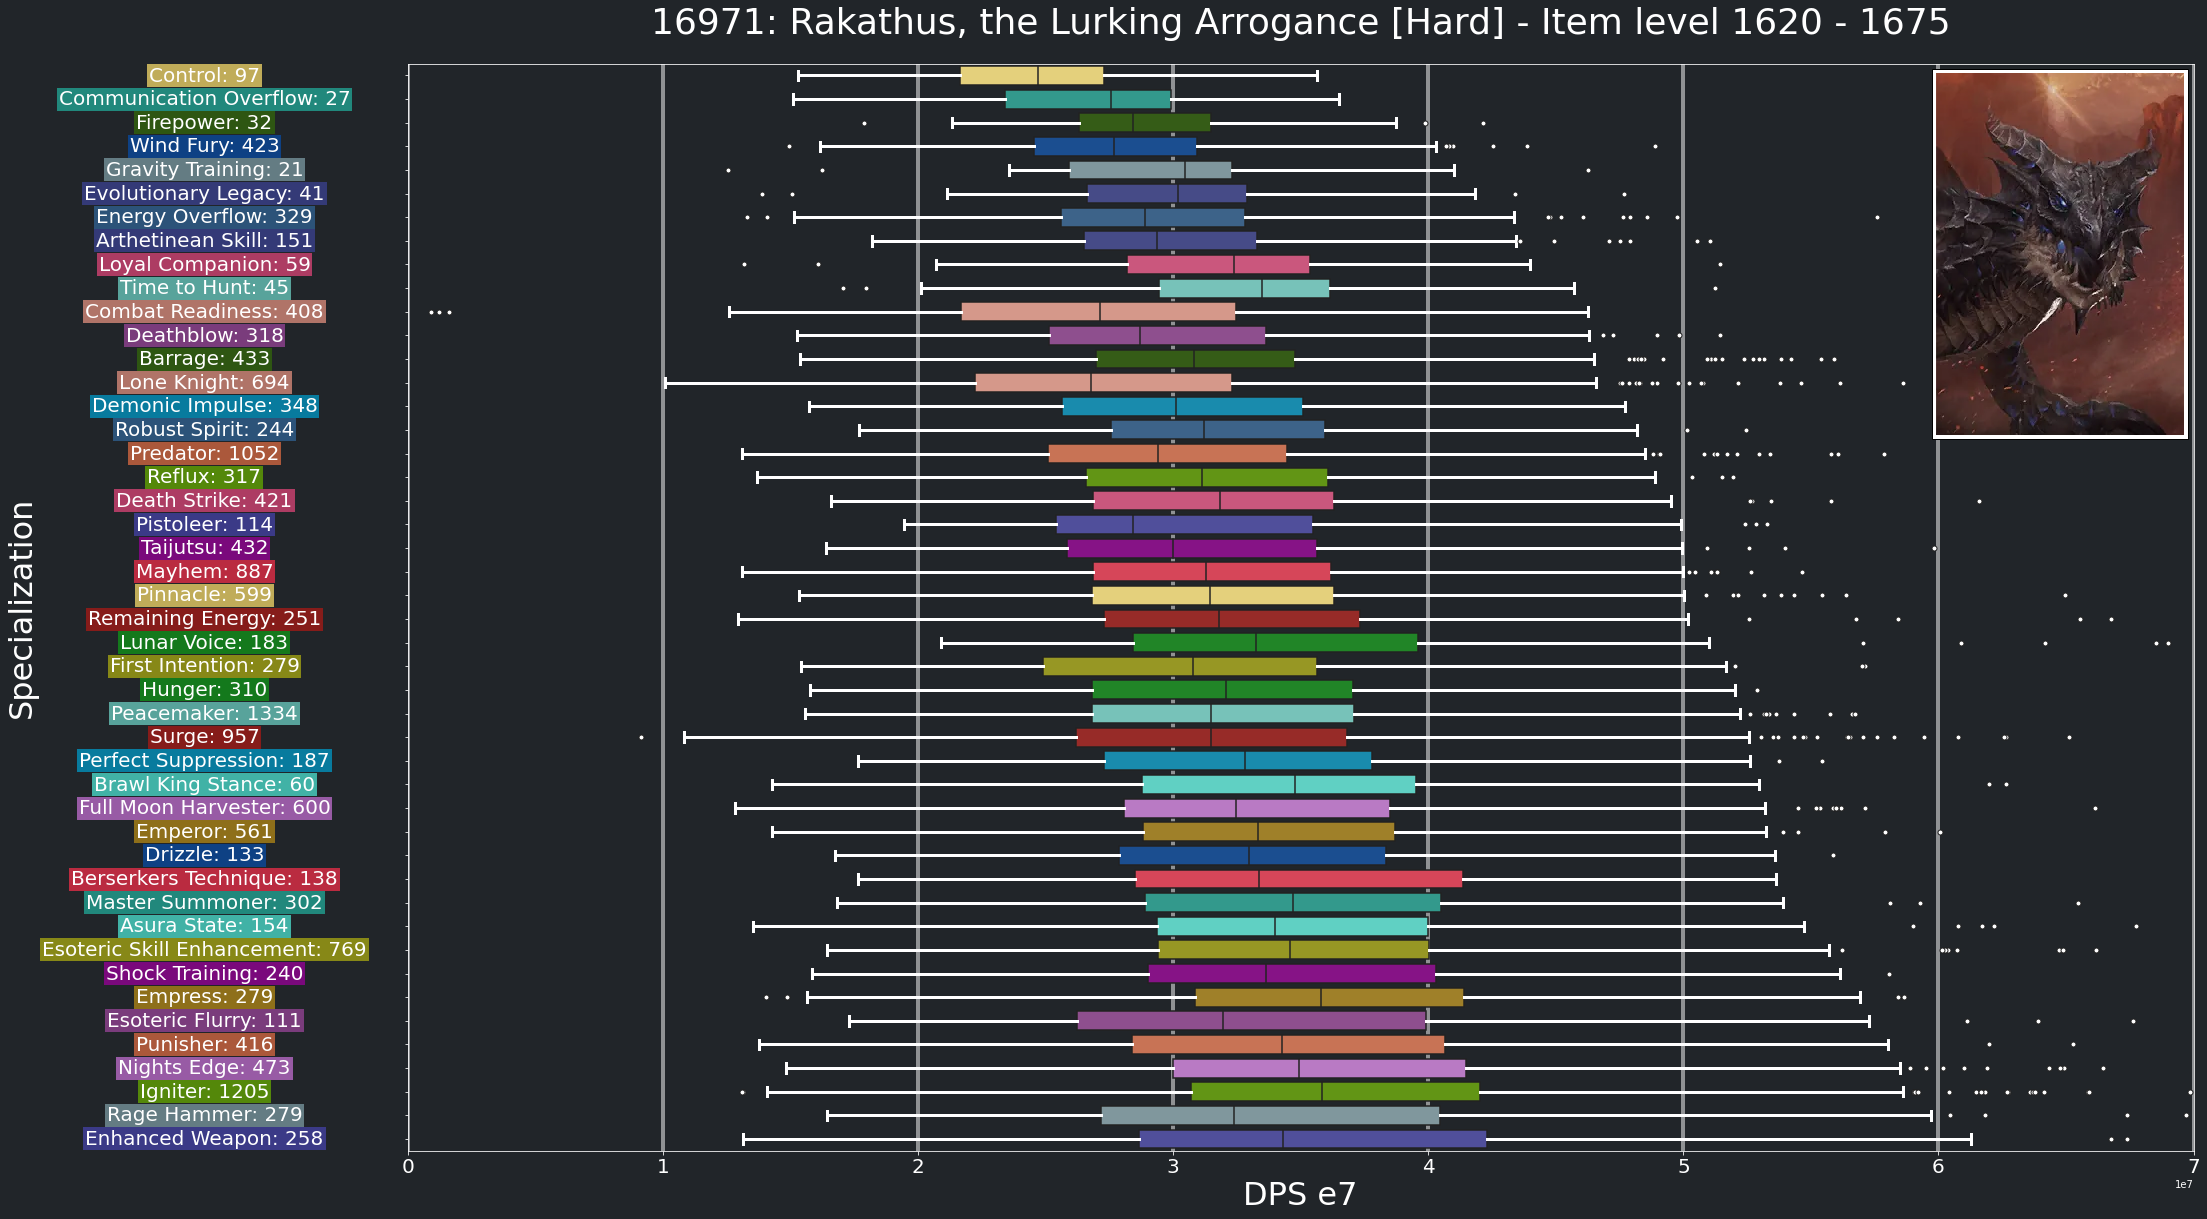 16971: Rakathus, the Lurking Arrogance [Hard] - Item level 1620 - 1675
Control: 97
Communication Overflow: 27
Firepower: 32
Wind Fury: 423
Gravity Training: 21
Evolutionary Legacy: 41
Energy Overflow: 329
Arthetinean Skill: 151
Loyal Companion: 59
Time to Hunt: 45
Combat Readiness: 408
Deathblow: 318
Barrage: 433
Lone Knight: 694
Demonic Impulse: 348
Robust Spirit: 244
Predator: 1052
Reflux: 317
Death Strike: 421
Pistoleer: 114
Taijutsu: 432
Mayhem: 887
Pinnacle: 599
Remaining Energy: 251
Lunar Voice: 183
First Intention: 279
Hunger: 310
Peacemaker: 1334
Surge: 957
Perfect Suppression: 187
Brawl King Stance: 60
Full Moon Harvester: 600
Emperor: 561
Drizzle: 133
Berserkers Technique: 138
Master Summoner: 302
Asura State: 154
Esoteric Skill Enhancement: 769
Shock Training: 240
Empress: 279
Esoteric Flurry: 111
Punisher: 416
Nights Edge: 473
Igniter: 1205
Rage Hammer: 279
Enhanced Weapon: 258
Specialization
0 1 2 3 4 5 6 7
DPS e7
1e7